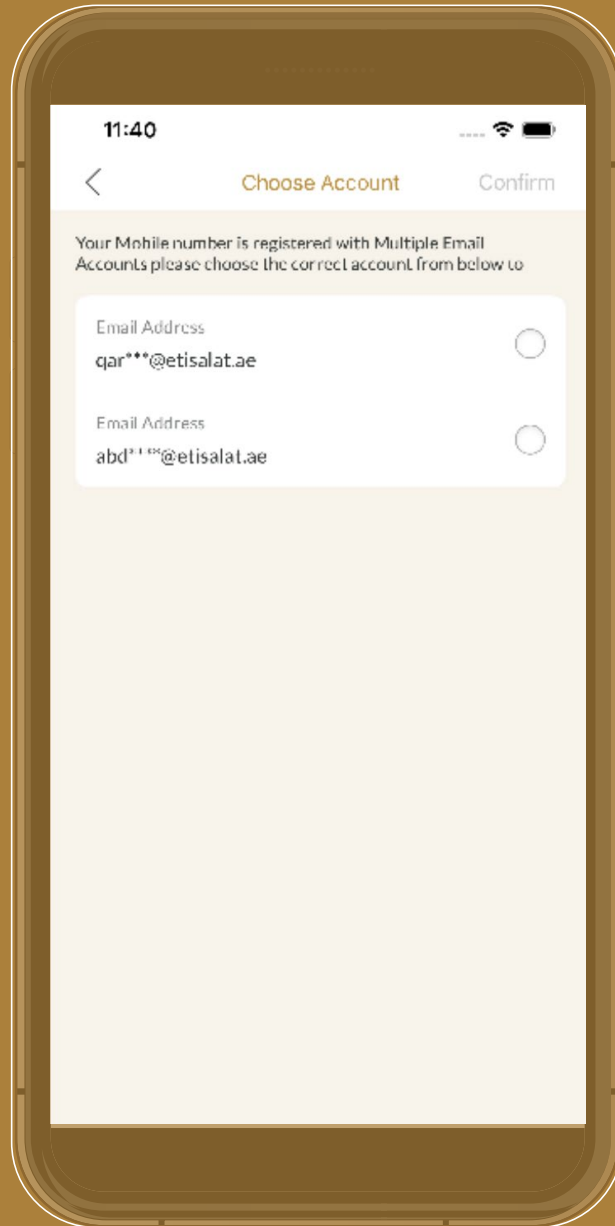 11:40
Choose Account
Confirm
Your Mobile number is registered with Multiple Email
Accounts please choose the correct account from below to
Email Address
qar***@etisalat.ae
Email Address
abd****@etisalat.ae